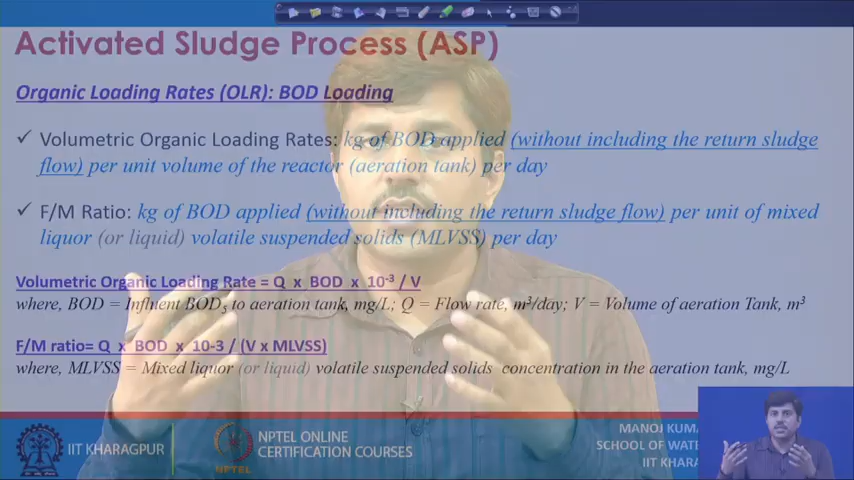 Activated Sludge Process (ASP)
Organic Loading Rates (OLR): BOD Loading
✓ Volumetric Organic Loading Rates: kg of BOD applied (without including the return sludge
flow) per unit volume of the reactor (aeration tank) per day
✓ F/M Ratio: kg of BOD applied (without including the return sludge flow) per unit of mixed
liquor (or liquid) volatile suspended solids (MLVSS) per day
Volumetric Organic Loading Rate = Q x BOD x 10⁻³ / V
where, BOD = Influent BOD₅ to aeration tank, mg/L; Q = Flow rate, m³/day; V = Volume of aeration Tank, m³
F/M ratio= Q x BOD x 10-3 / (V x MLVSS)
where, MLVSS = Mixed liquor (or liquid) volatile suspended solids concentration in the aeration tank, mg/L
IIT KHARAGPUR
NPTEL
NPTEL ONLINE
CERTIFICATION COURSES
MANOJ KUMA
SCHOOL OF WATE
IIT KHARA